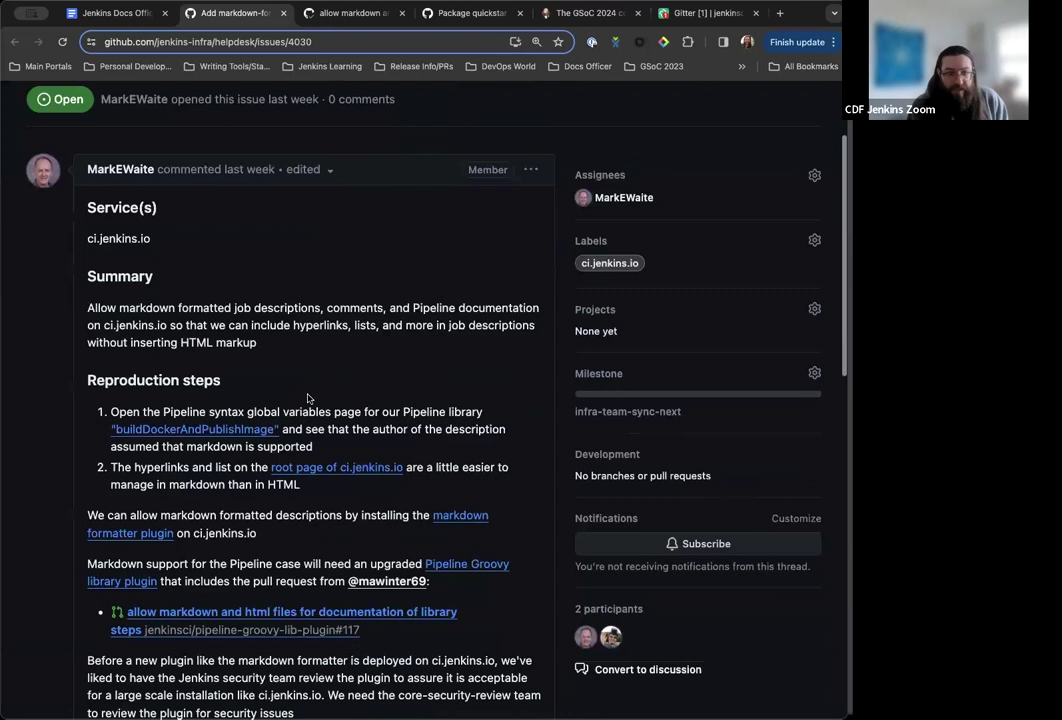 Jenkins Docs Offi
Add markdown-for
allow markdown a
Package quickstar
The GSoC 2024 c
Gitter [1] | jenkins
github.com/jenkins-infra/helpdesk/issues/4030
Finish update
Main Portals
Personal Develop...
Writing Tools/Sta...
Jenkins Learning
Release Info/PRs
DevOps World
Docs Officer
GSoC 2023
All Bookmarks
CDF Jenkins Zoom
Open
MarkEWaite opened this issue last week · 0 comments
MarkEWaite commented last week • edited
Member
Service(s)
ci.jenkins.io
Summary
Allow markdown formatted job descriptions, comments, and Pipeline documentation
on ci.jenkins.io so that we can include hyperlinks, lists, and more in job descriptions
without inserting HTML markup
Reproduction steps
1. Open the Pipeline syntax global variables page for our Pipeline library
"buildDockerAndPublishImage" and see that the author of the description
assumed that markdown is supported
2. The hyperlinks and list on the root page of ci.jenkins.io are a little easier to
manage in markdown than in HTML
We can allow markdown formatted descriptions by installing the markdown
formatter plugin on ci.jenkins.io
Markdown support for the Pipeline case will need an upgraded Pipeline Groovy
library plugin that includes the pull request from @mawinter69:
• allow markdown and html files for documentation of library
steps jenkinsci/pipeline-groovy-lib-plugin#117
Before a new plugin like the markdown formatter is deployed on ci.jenkins.io, we've
liked to have the Jenkins security team review the plugin to assure it is acceptable
for a large scale installation like ci.jenkins.io. We need the core-security-review team
to review the plugin for security issues
Assignees
MarkEWaite
Labels
ci.jenkins.io
Projects
None yet
Milestone
infra-team-sync-next
Development
No branches or pull requests
Notifications
Customize
Subscribe
You're not receiving notifications from this thread.
2 participants
Convert to discussion